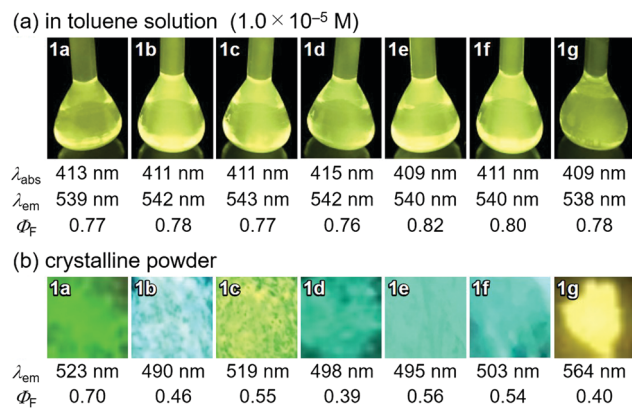 (a) in toluene solution (1.0 × 10⁻⁵ M)
1a 1b 1c 1d 1e 1f 1g
λabs 413 nm 411 nm 411 nm 415 nm 409 nm 411 nm 409 nm
λem 539 nm 542 nm 543 nm 542 nm 540 nm 540 nm 538 nm
ΦF 0.77 0.78 0.77 0.76 0.82 0.80 0.78
(b) crystalline powder
1a 1b 1c 1d 1e 1f 1g
λem 523 nm 490 nm 519 nm 498 nm 495 nm 503 nm 564 nm
ΦF 0.70 0.46 0.55 0.39 0.56 0.54 0.40